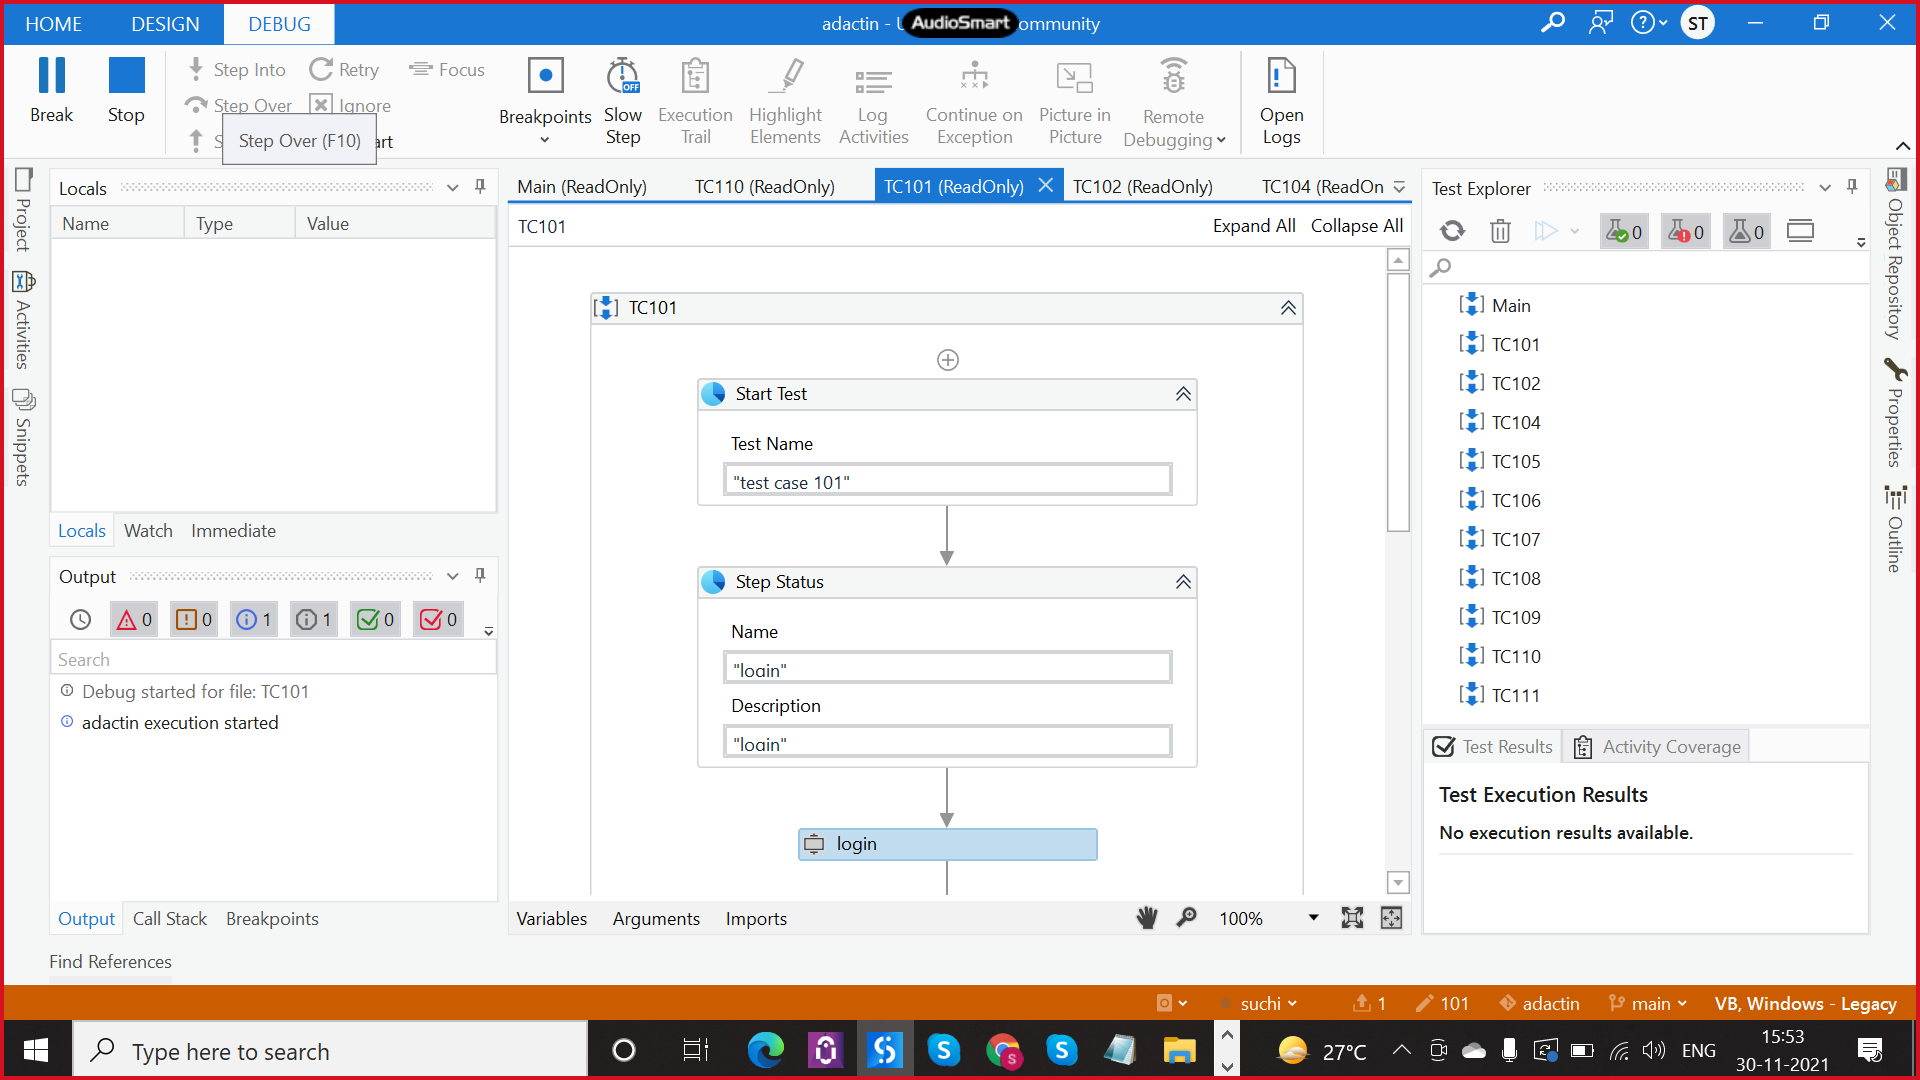 HOME DESIGN DEBUG
adactin - U AudioSmart ommunity
ST
Break
Stop
Step Into Retry Focus
Step Over Ignore
S art
Step Over (F10)
Breakpoints
Slow Step
Execution Trail
Highlight Elements
Log Activities
Continue on Exception
Picture in Picture
Remote Debugging
Open Logs
Project
Activities
Snippets
Locals
Name Type Value
Locals Watch Immediate
Output
0 0 1 1 0 0
Search
Debug started for file: TC101
adactin execution started
Output Call Stack Breakpoints
Find References
Main (ReadOnly) TC110 (ReadOnly) TC101 (ReadOnly) TC102 (ReadOnly) TC104 (ReadOn
TC101
Expand All Collapse All
TC101
Start Test
Test Name
"test case 101"
Step Status
Name
"login"
Description
"login"
login
Variables Arguments Imports
100%
Test Explorer
0 0 0
Main
TC101
TC102
TC104
TC105
TC106
TC107
TC108
TC109
TC110
TC111
Test Results Activity Coverage
Test Execution Results
No execution results available.
Object Repository
Properties
Outline
suchi 1 101 adactin main VB, Windows - Legacy
Type here to search
27°C
ENG
15:53
30-11-2021